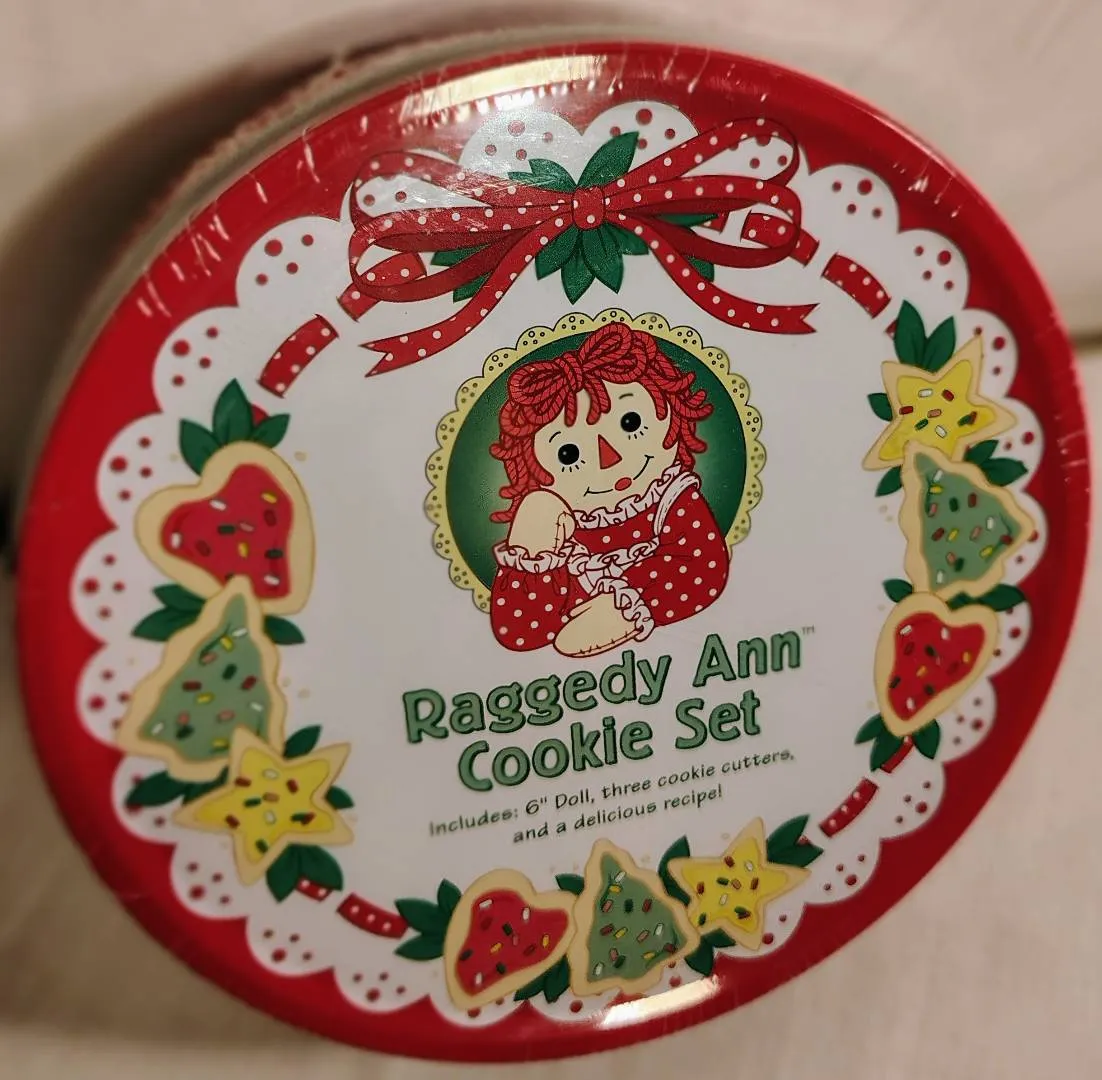 Raggedy Ann™
Cookie Set
Includes: 6" Doll, three cookie cutters,
and a delicious recipe!